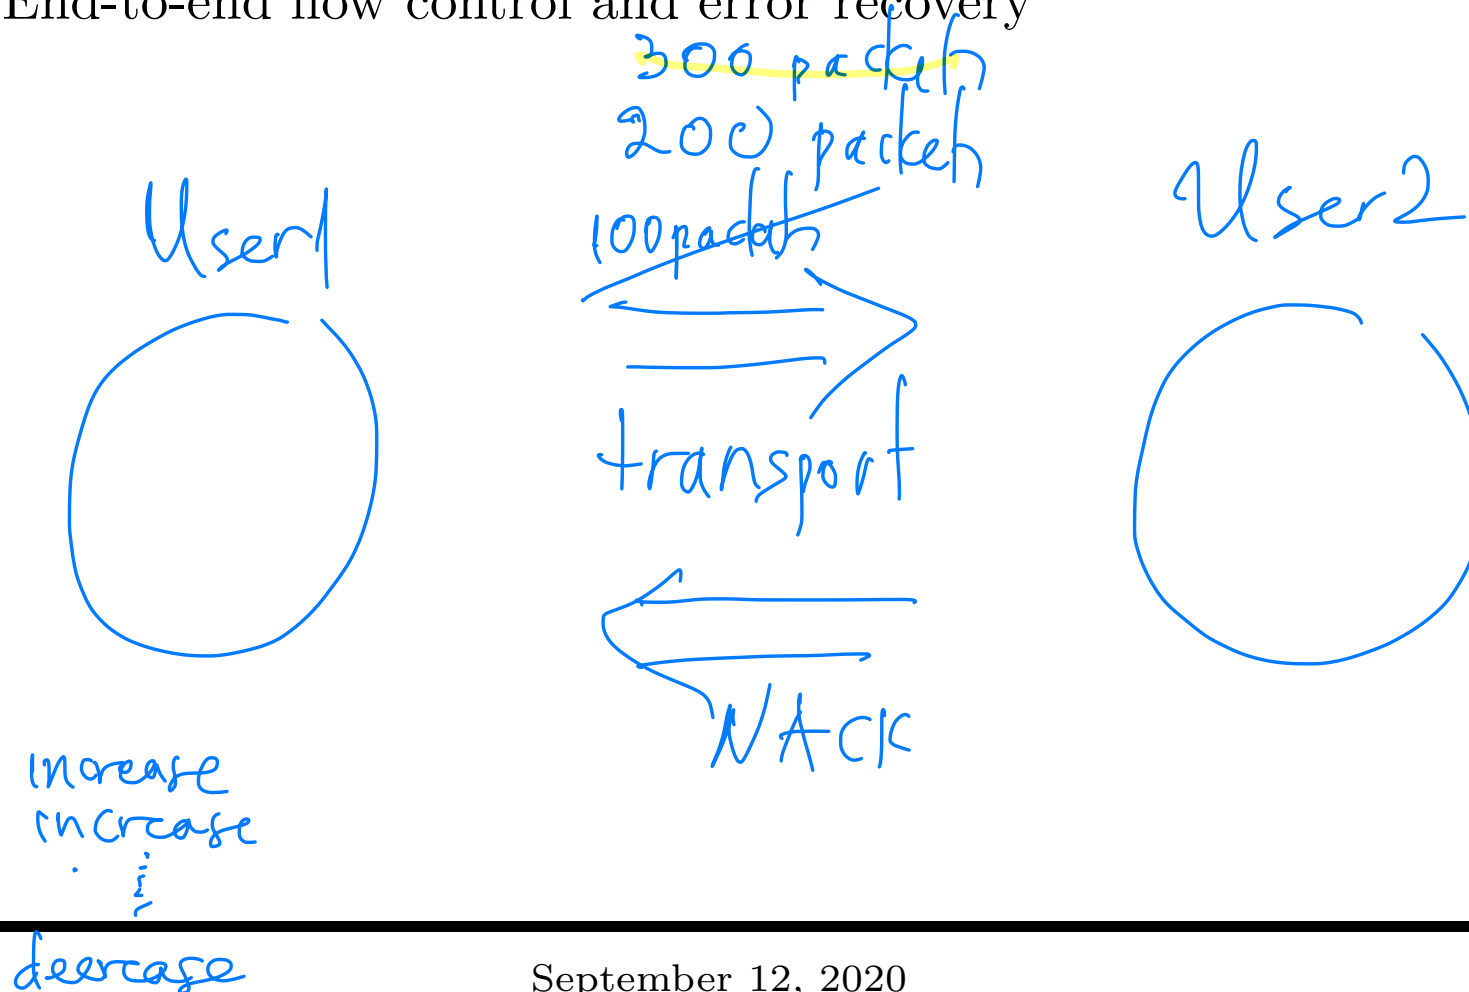 End-to-end flow control and error recovery
300 packets
200 packets
User1
User2
100packets
transport
NACK
increase
increase
decrease
September 12, 2020